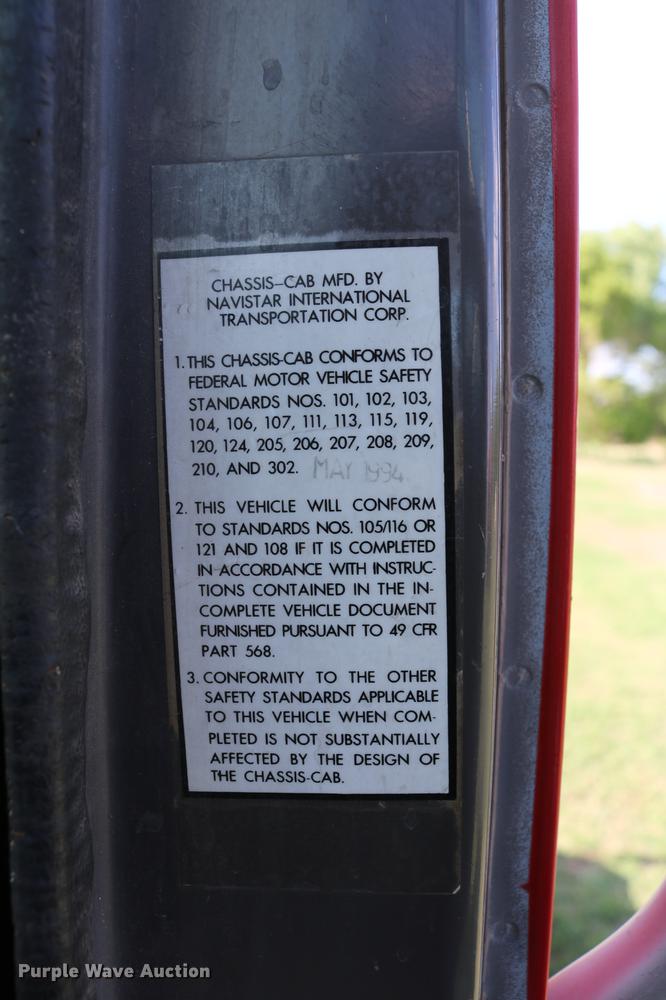 CHASSIS-CAB MFD. BY
NAVISTAR INTERNATIONAL
TRANSPORTATION CORP.
1. THIS CHASSIS-CAB CONFORMS TO
FEDERAL MOTOR VEHICLE SAFETY
STANDARDS NOS. 101, 102, 103,
104, 106, 107, 111, 113, 115, 119,
120, 124, 205, 206, 207, 208, 209,
210, AND 302. MAY 1994
2. THIS VEHICLE WILL CONFORM
TO STANDARDS NOS. 105/116 OR
121 AND 108 IF IT IS COMPLETED
IN ACCORDANCE WITH INSTRUC-
TIONS CONTAINED IN THE IN-
COMPLETE VEHICLE DOCUMENT
FURNISHED PURSUANT TO 49 CFR
PART 568.
3. CONFORMITY TO THE OTHER
SAFETY STANDARDS APPLICABLE
TO THIS VEHICLE WHEN COM-
PLETED IS NOT SUBSTANTIALLY
AFFECTED BY THE DESIGN OF
THE CHASSIS-CAB.
Purple Wave Auction